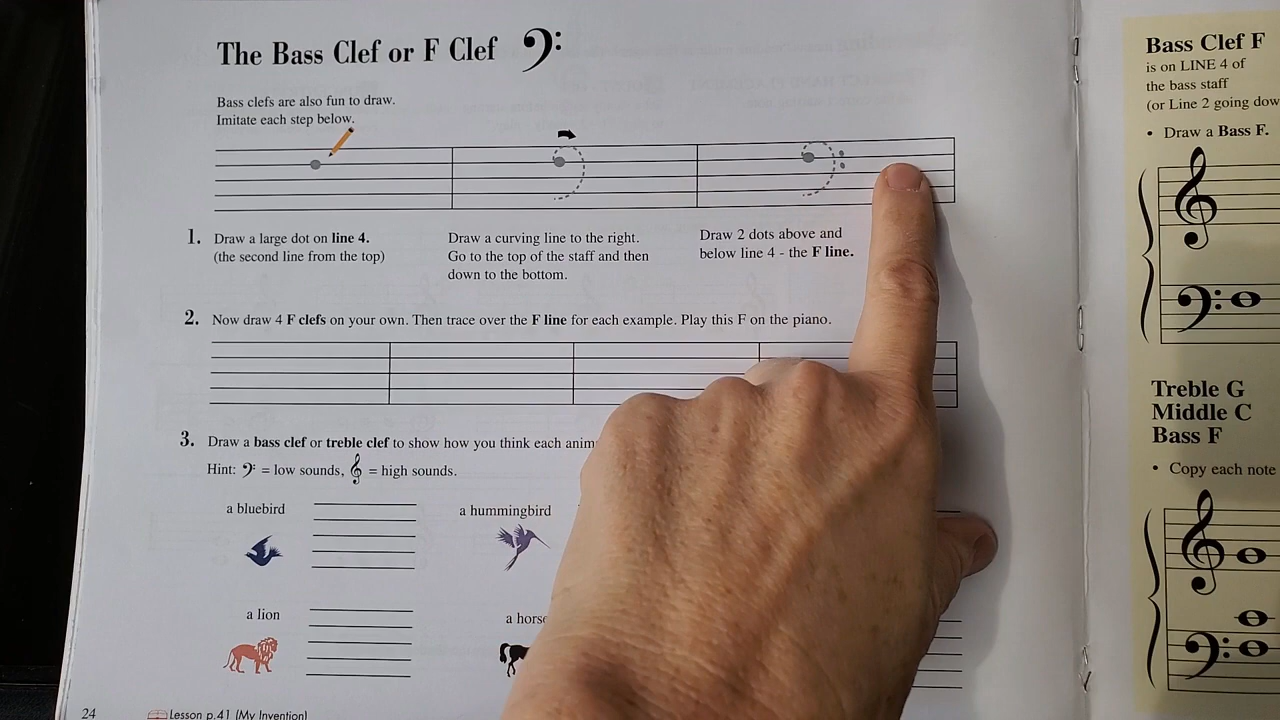 The Bass Clef or F Clef
Bass clefs are also fun to draw.
Imitate each step below.
1. Draw a large dot on line 4.
(the second line from the top)
Draw a curving line to the right.
Go to the top of the staff and then
down to the bottom.
Draw 2 dots above and
below line 4 - the F line.
2. Now draw 4 F clefs on your own. Then trace over the F line for each example. Play this F on the piano.
3. Draw a bass clef or treble clef to show how you think each
Hint: = low sounds, = high sounds.
a bluebird
a hummingbird
a lion
a
24
Lesson p.41 (My Invention)
Bass Clef F
is on LINE 4 of
the bass staff
(or Line 2 going
• Draw a Bass F.
Treble G
Middle C
Bass F
• Copy each note